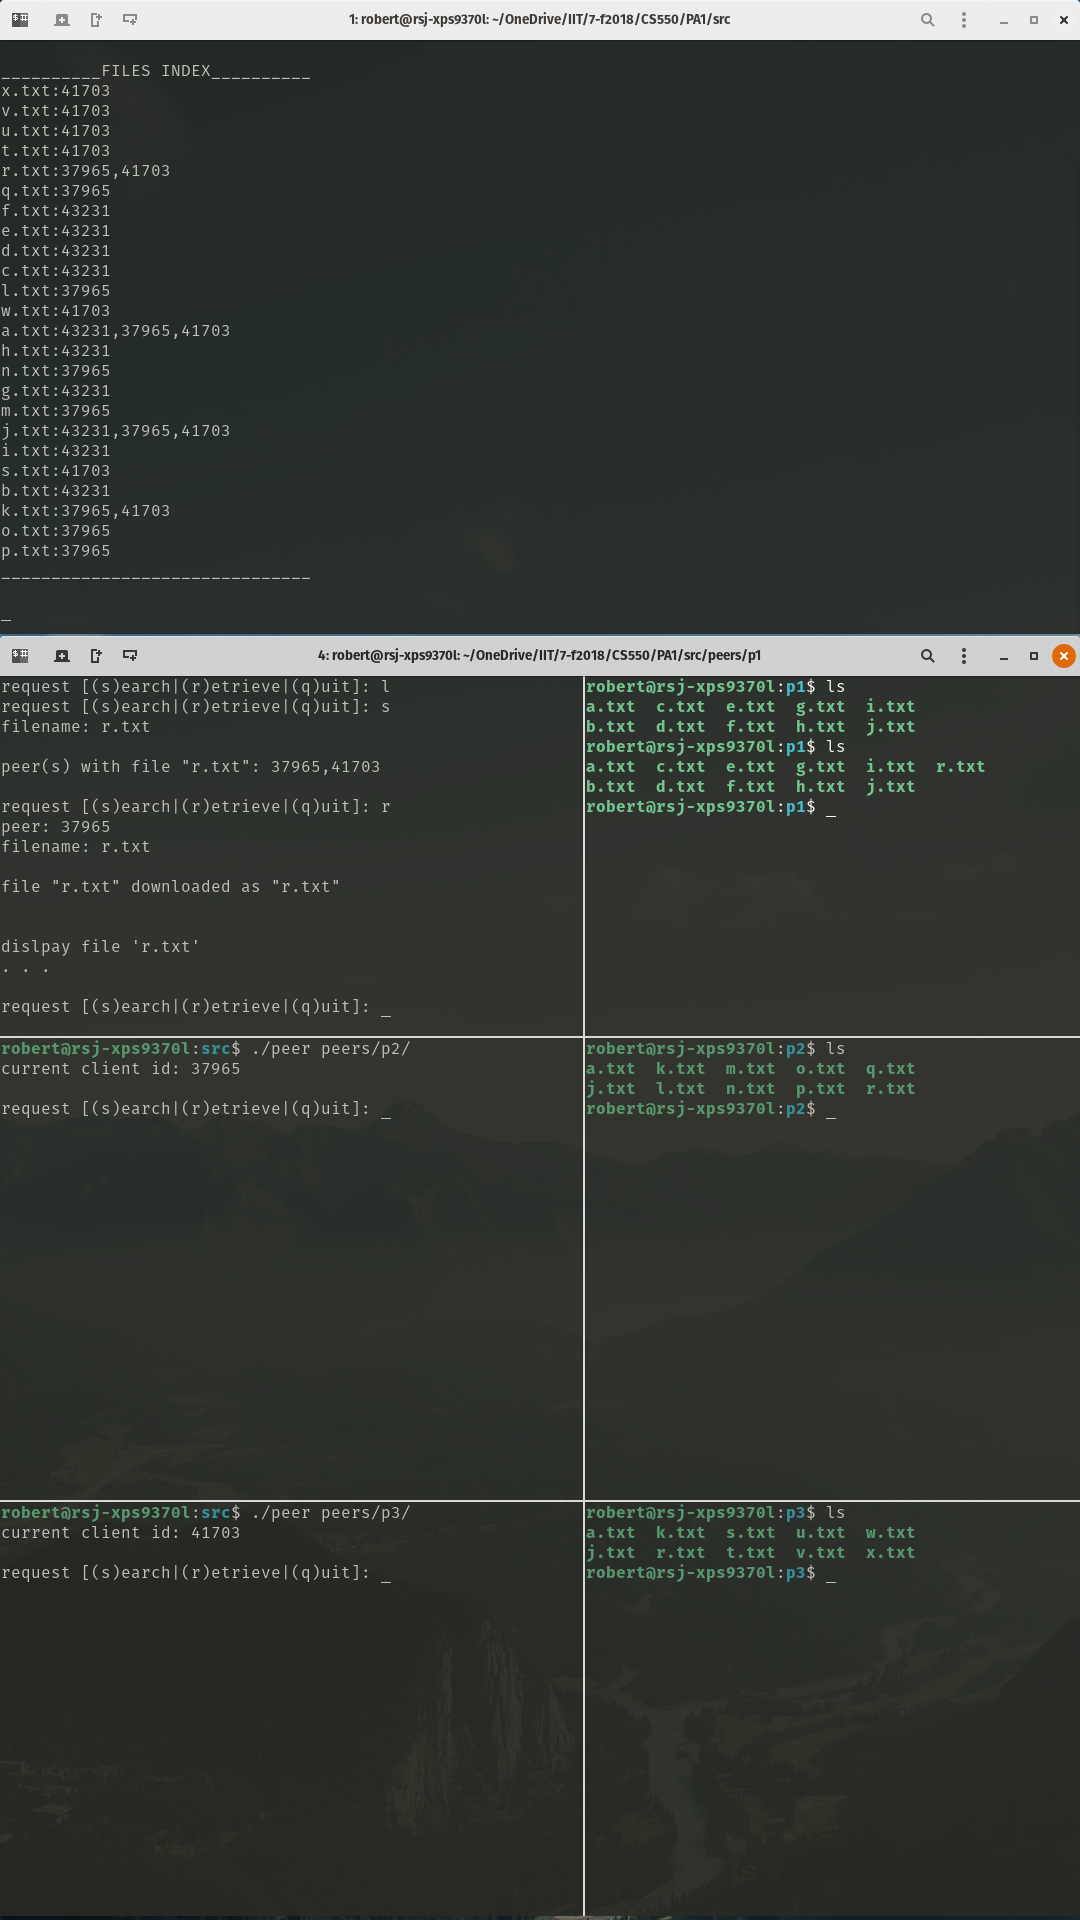 1: robert@rsj-xps9370l: ~/OneDrive/IIT/7-f2018/CS550/PA1/src
__________FILES INDEX__________
x.txt:41703
v.txt:41703
u.txt:41703
t.txt:41703
r.txt:37965,41703
q.txt:37965
f.txt:43231
e.txt:43231
d.txt:43231
c.txt:43231
l.txt:37965
w.txt:41703
a.txt:43231,37965,41703
h.txt:43231
n.txt:37965
g.txt:43231
m.txt:37965
j.txt:43231,37965,41703
i.txt:43231
s.txt:41703
b.txt:43231
k.txt:37965,41703
o.txt:37965
p.txt:37965
_______________________________
_
4: robert@rsj-xps9370l: ~/OneDrive/IIT/7-f2018/CS550/PA1/src/peers/p1
request [(s)earch|(r)etrieve|(q)uit]: l
request [(s)earch|(r)etrieve|(q)uit]: s
filename: r.txt
peer(s) with file "r.txt": 37965,41703
request [(s)earch|(r)etrieve|(q)uit]: r
peer: 37965
filename: r.txt
file "r.txt" downloaded as "r.txt"
dislpay file 'r.txt'
. . .
request [(s)earch|(r)etrieve|(q)uit]: _
robert@rsj-xps9370l:p1$ ls
a.txt  c.txt  e.txt  g.txt  i.txt
b.txt  d.txt  f.txt  h.txt  j.txt
robert@rsj-xps9370l:p1$ ls
a.txt  c.txt  e.txt  g.txt  i.txt  r.txt
b.txt  d.txt  f.txt  h.txt  j.txt
robert@rsj-xps9370l:p1$ _
robert@rsj-xps9370l:src$ ./peer peers/p2/
current client id: 37965
request [(s)earch|(r)etrieve|(q)uit]: _
robert@rsj-xps9370l:p2$ ls
a.txt  k.txt  m.txt  o.txt  q.txt
j.txt  l.txt  n.txt  p.txt  r.txt
robert@rsj-xps9370l:p2$ _
robert@rsj-xps9370l:src$ ./peer peers/p3/
current client id: 41703
request [(s)earch|(r)etrieve|(q)uit]: _
robert@rsj-xps9370l:p3$ ls
a.txt  k.txt  s.txt  u.txt  w.txt
j.txt  r.txt  t.txt  v.txt  x.txt
robert@rsj-xps9370l:p3$ _